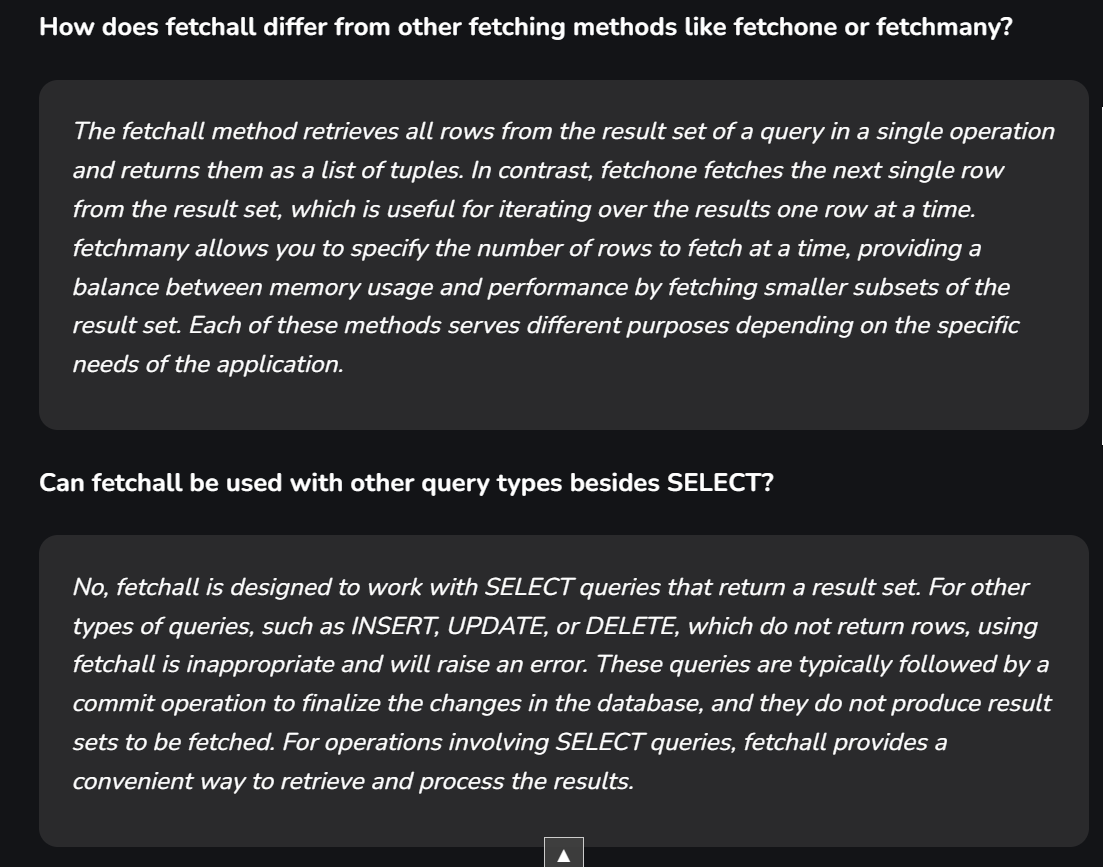 How does fetchall differ from other fetching methods like fetchone or fetchmany?
The fetchall method retrieves all rows from the result set of a query in a single operation
and returns them as a list of tuples. In contrast, fetchone fetches the next single row
from the result set, which is useful for iterating over the results one row at a time.
fetchmany allows you to specify the number of rows to fetch at a time, providing a
balance between memory usage and performance by fetching smaller subsets of the
result set. Each of these methods serves different purposes depending on the specific
needs of the application.
Can fetchall be used with other query types besides SELECT?
No, fetchall is designed to work with SELECT queries that return a result set. For other
types of queries, such as INSERT, UPDATE, or DELETE, which do not return rows, using
fetchall is inappropriate and will raise an error. These queries are typically followed by a
commit operation to finalize the changes in the database, and they do not produce result
sets to be fetched. For operations involving SELECT queries, fetchall provides a
convenient way to retrieve and process the results.